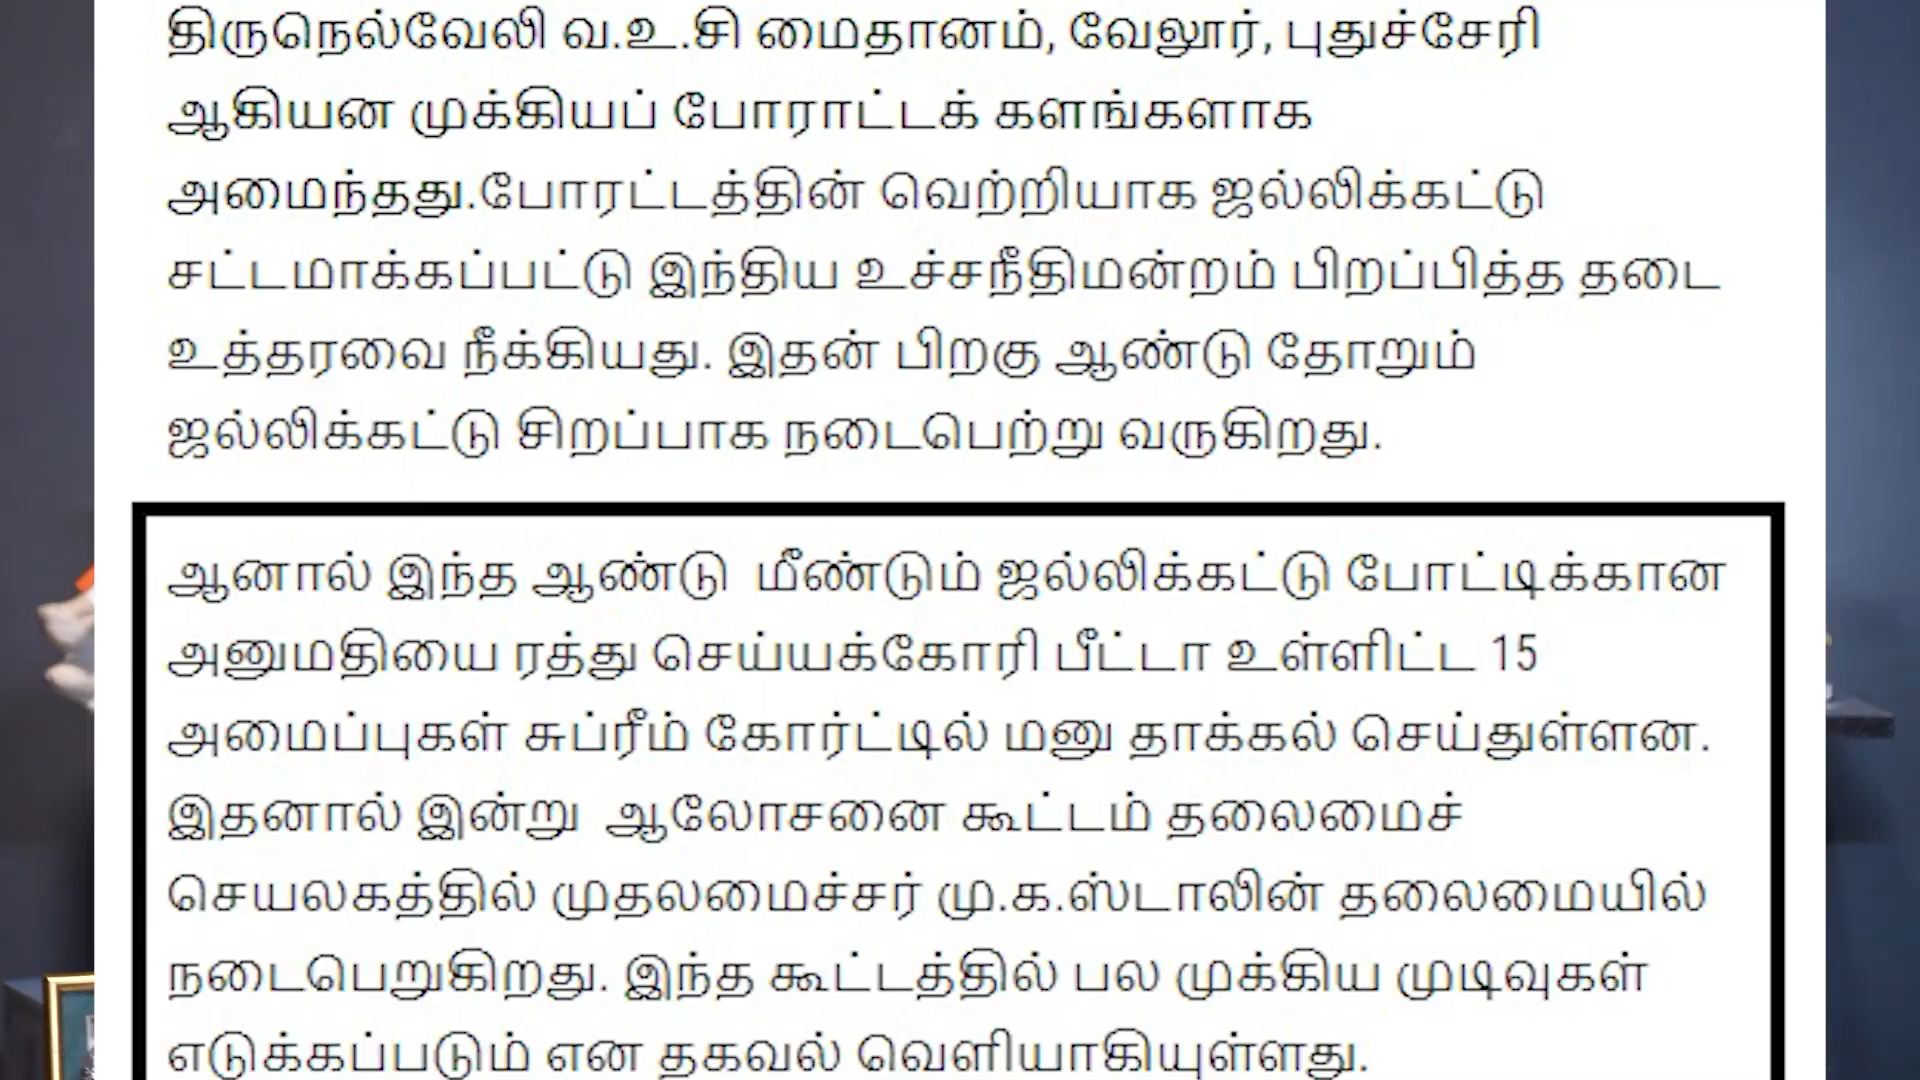 திருநெல்வேலி வ.உ.சி மைதானம், வேலூர், புதுச்சேரி
ஆகியன முக்கியப் போராட்டக் களங்களாக
அமைந்தது.போரட்டத்தின் வெற்றியாக ஜல்லிக்கட்டு
சட்டமாக்கப்பட்டு இந்திய உச்சநீதிமன்றம் பிறப்பித்த தடை
உத்தரவை நீக்கியது. இதன் பிறகு ஆண்டு தோறும்
ஜல்லிக்கட்டு சிறப்பாக நடைபெற்று வருகிறது.
ஆனால் இந்த ஆண்டு மீண்டும் ஜல்லிக்கட்டு போட்டிக்கான
அனுமதியை ரத்து செய்யக்கோரி பீட்டா உள்ளிட்ட 15
அமைப்புகள் சுப்ரீம் கோர்ட்டில் மனு தாக்கல் செய்துள்ளன.
இதனால் இன்று ஆலோசனை கூட்டம் தலைமைச்
செயலகத்தில் முதலமைச்சர் மு.க.ஸ்டாலின் தலைமையில்
நடைபெறுகிறது. இந்த கூட்டத்தில் பல முக்கிய முடிவுகள்
எடுக்கப்படும் என தகவல் வெளியாகியுள்ளது.